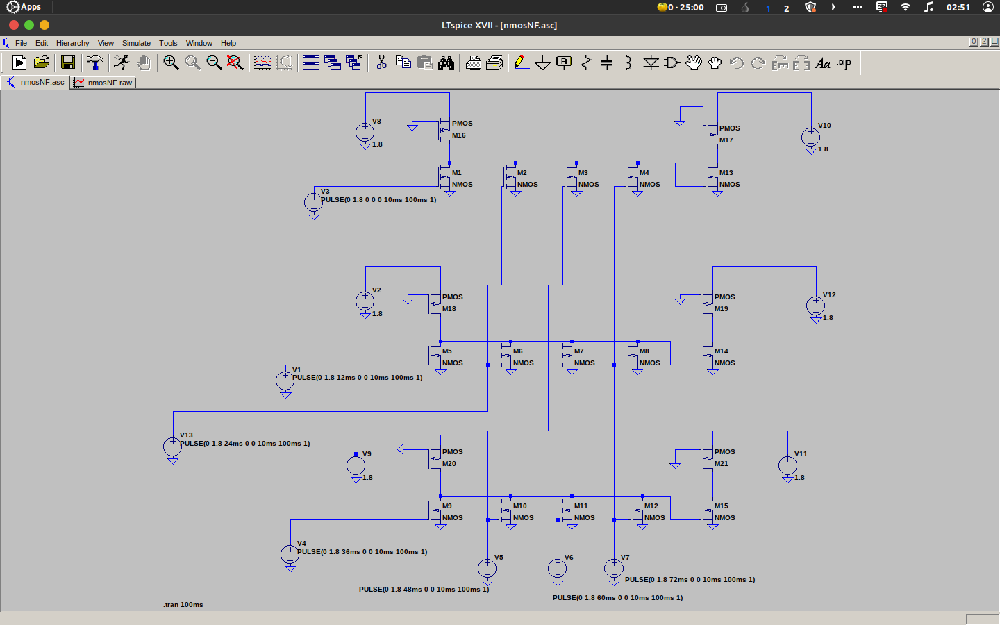 Apps
0 · 25:00
1
2
02:51
LTspice XVII - [nmosNF.asc]
File Edit Hierarchy View Simulate Tools Window Help
Aa .op
nmosNF.asc nmosNF.raw
V8
1.8
PMOS
M16
PMOS
M17
V10
1.8
M1
NMOS
M2
NMOS
M3
NMOS
M4
NMOS
M13
NMOS
V3
PULSE(0 1.8 0 0 0 10ms 100ms 1)
V2
1.8
PMOS
M18
PMOS
M19
V12
1.8
M5
NMOS
M6
NMOS
M7
NMOS
M8
NMOS
M14
NMOS
V1
PULSE(0 1.8 12ms 0 0 10ms 100ms 1)
V13
PULSE(0 1.8 24ms 0 0 10ms 100ms 1)
V9
1.8
PMOS
M20
PMOS
M21
V11
1.8
M9
NMOS
M10
NMOS
M11
NMOS
M12
NMOS
M15
NMOS
V4
PULSE(0 1.8 36ms 0 0 10ms 100ms 1)
V5
PULSE(0 1.8 48ms 0 0 10ms 100ms 1)
V6
PULSE(0 1.8 60ms 0 0 10ms 100ms 1)
V7
PULSE(0 1.8 72ms 0 0 10ms 100ms 1)
.tran 100ms